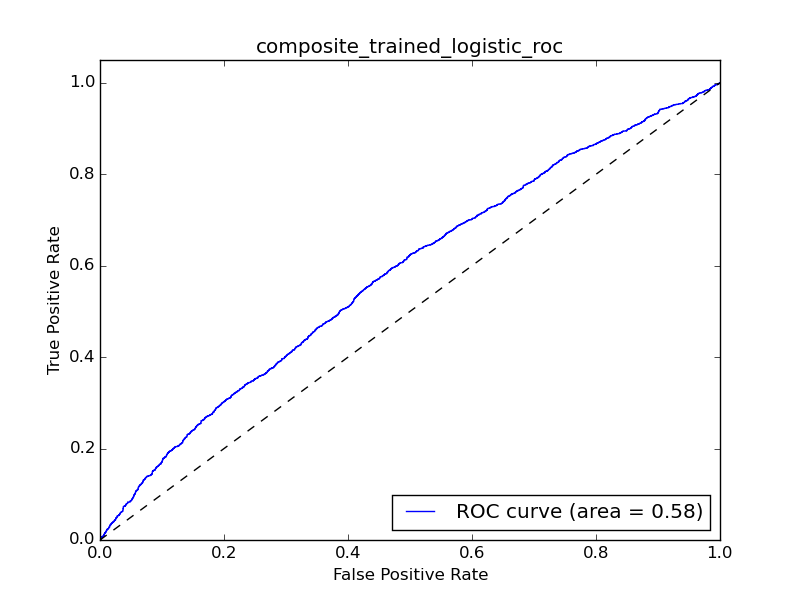 composite_trained_logistic_roc
1.0
0.8
0.6
0.4
0.2
0.0
True Positive Rate
ROC curve (area = 0.58)
0.0 0.2 0.4 0.6 0.8 1.0
False Positive Rate